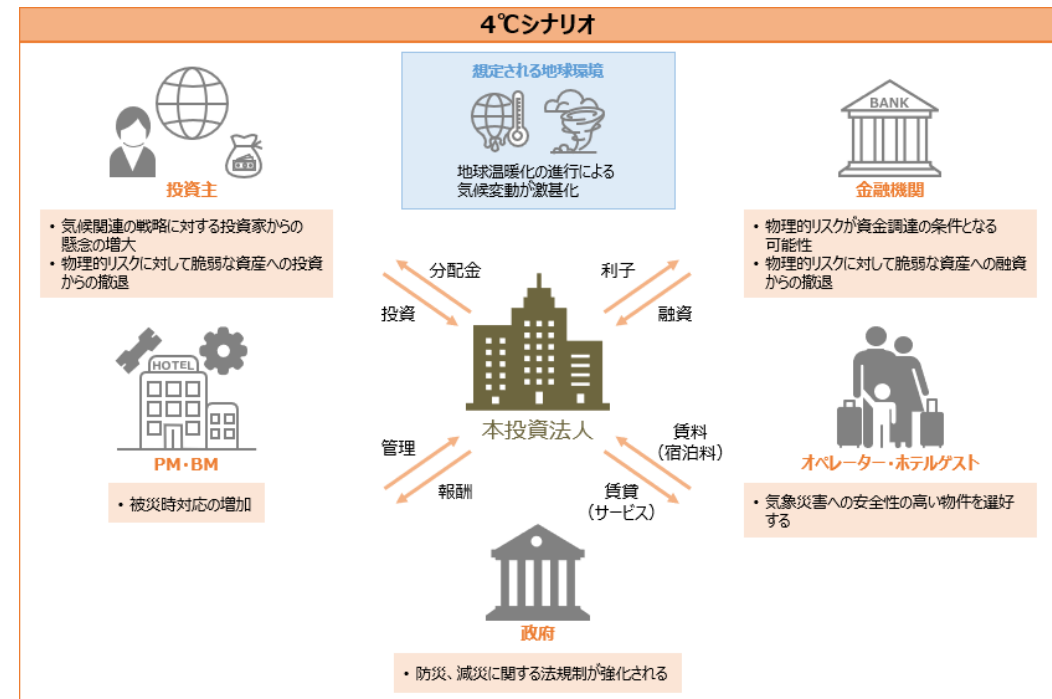 4℃シナリオ
想定される地球環境
地球温暖化の進行による
気候変動が激甚化
投資主
・気候関連の戦略に対する投資家からの
懸念の増大
・物理的リスクに対して脆弱な資産への投資
からの撤退
BANK
金融機関
・物理的リスクが資金調達の条件となる
可能性
・物理的リスクに対して脆弱な資産への融資
からの撤退
分配金
投資
利子
融資
本投資法人
HOTEL
PM・BM
・被災時対応の増加
管理
報酬
賃料
(宿泊料)
賃貸
(サービス)
オペレーター・ホテルゲスト
・気象災害への安全性の高い物件を選好
する
政府
・防災、減災に関する法規制が強化される